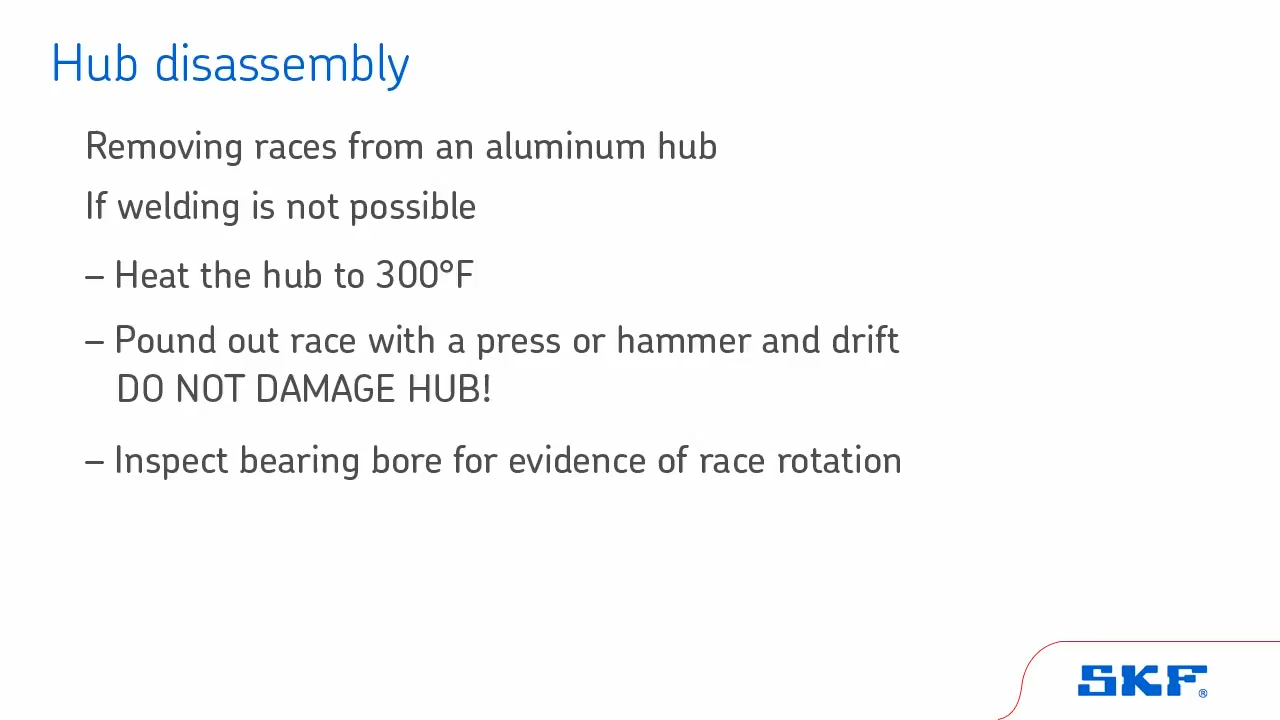 Hub disassembly
Removing races from an aluminum hub
If welding is not possible
– Heat the hub to 300°F
– Pound out race with a press or hammer and drift
DO NOT DAMAGE HUB!
– Inspect bearing bore for evidence of race rotation
SKF®